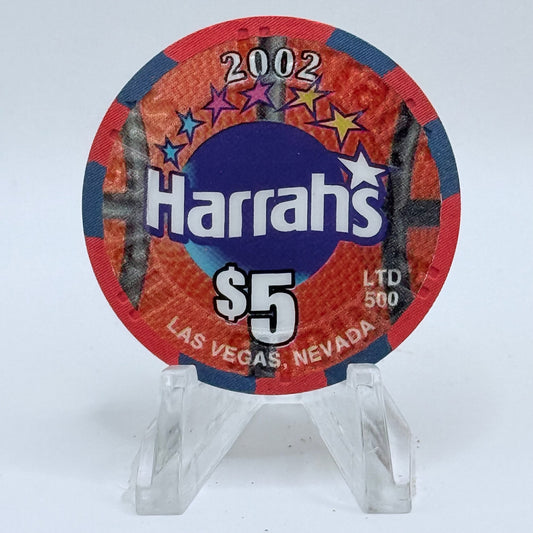 2002
Harrah's
$5
LTD
500
LAS VEGAS, NEVADA